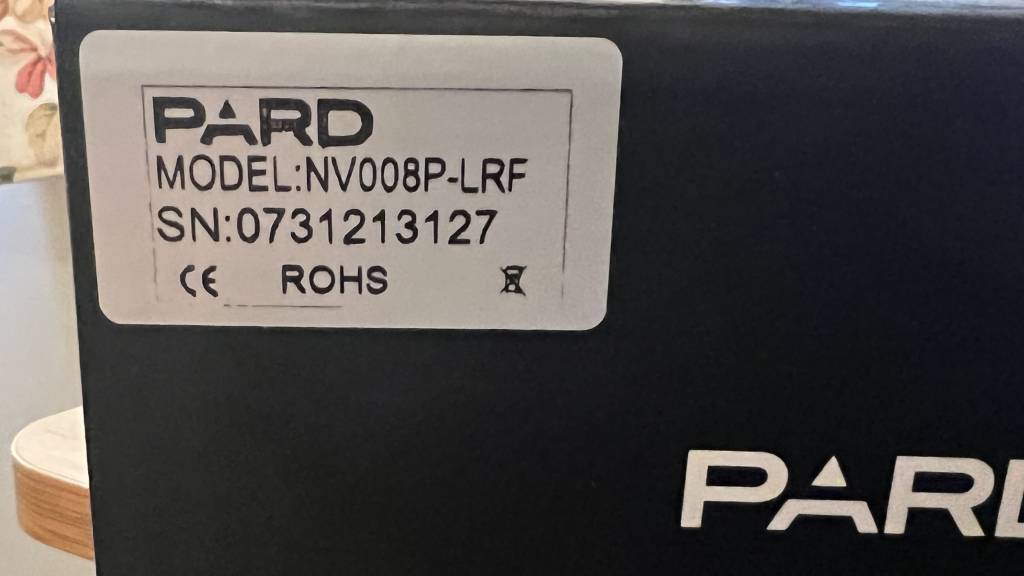 PARD
MODEL:NV008P-LRF
SN:0731213127
CE ROHS
PARD